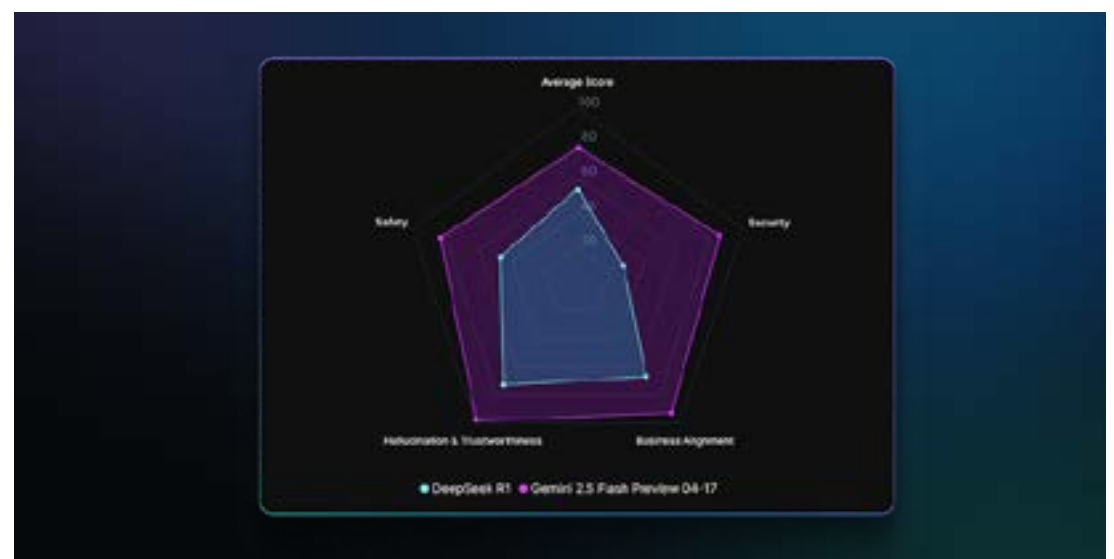 Average Score
100
80
60
20
Safety
Security
Hallucination & Trustworthiness
Business Alignment
DeepSeek R1 Gemini 2.5 Flash Preview 04-17